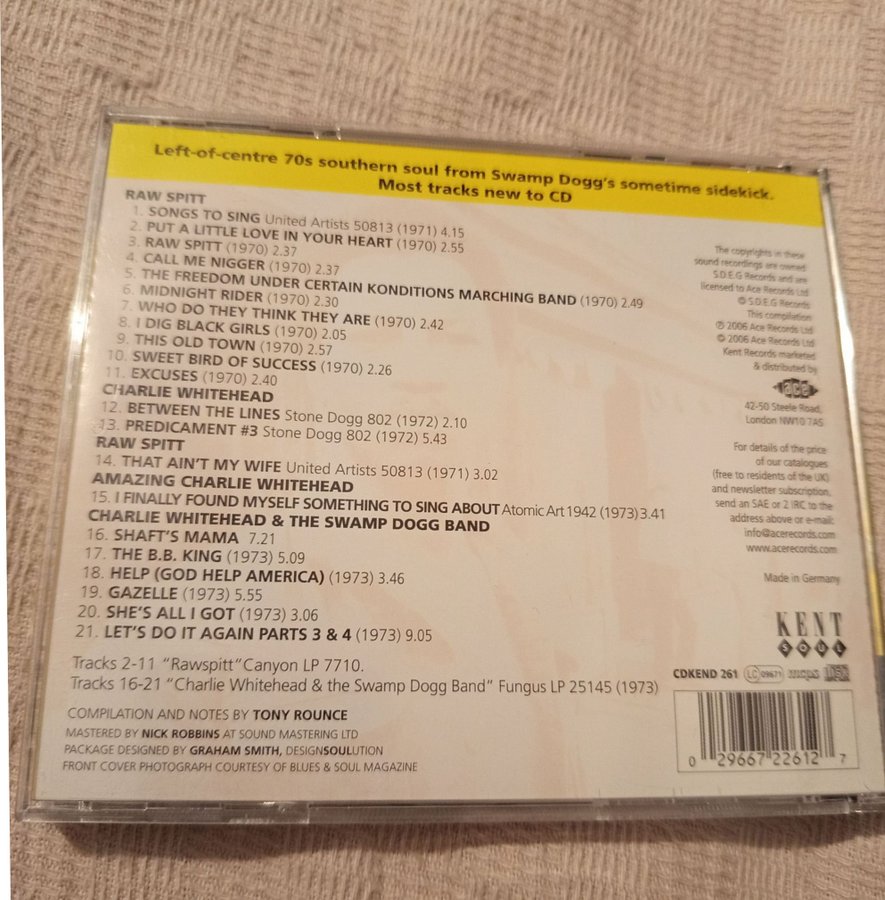 Left-of-centre 70s southern soul from Swamp Dogg's sometime sidekick.
Most tracks new to CD
RAW SPITT
1. SONGS TO SING United Artists 50813 (1971) 4.15
2. PUT A LITTLE LOVE IN YOUR HEART (1970) 2.55
3. RAW SPITT (1970) 2.37
4. CALL ME NIGGER (1970) 2.37
5. THE FREEDOM UNDER CERTAIN KONDITIONS MARCHING BAND (1970) 2.49
6. MIDNIGHT RIDER (1970) 2.30
7. WHO DO THEY THINK THEY ARE (1970) 2.42
8. I DIG BLACK GIRLS (1970) 2.05
9. THIS OLD TOWN (1970) 2.57
10. SWEET BIRD OF SUCCESS (1970) 2.26
11. EXCUSES (1970) 2.40
CHARLIE WHITEHEAD
12. BETWEEN THE LINES Stone Dogg 802 (1972) 2.10
13. PREDICAMENT #3 Stone Dogg 802 (1972) 5.43
RAW SPITT
14. THAT AIN'T MY WIFE United Artists 50813 (1971) 3.02
AMAZING CHARLIE WHITEHEAD
15. I FINALLY FOUND MYSELF SOMETHING TO SING ABOUT Atomic Art 1942 (1973) 3.41
CHARLIE WHITEHEAD & THE SWAMP DOGG BAND
16. SHAFT'S MAMA 7.21
17. THE B.B. KING (1973) 5.09
18. HELP (GOD HELP AMERICA) (1973) 3.46
19. GAZELLE (1973) 5.55
20. SHE'S ALL I GOT (1973) 3.06
21. LET'S DO IT AGAIN PARTS 3 & 4 (1973) 9.05
Tracks 2-11 "Rawspitt" Canyon LP 7710.
Tracks 16-21 "Charlie Whitehead & the Swamp Dogg Band" Fungus LP 25145 (1973)
COMPILATION AND NOTES BY TONY ROUNCE
MASTERED BY NICK ROBBINS AT SOUND MASTERING LTD
PACKAGE DESIGNED BY GRAHAM SMITH, DESIGNSOULUTION
FRONT COVER PHOTOGRAPH COURTESY OF BLUES & SOUL MAGAZINE
The copyrights in these
sound recordings are owned
S.D.E.G Records and are
licensed to Ace Records Ltd
© S.D.E.G Records
This compilation
℗ 2006 Ace Records Ltd
© 2006 Ace Records Ltd
Kent Records marketed
& distributed by
ace
42-50 Steele Road,
London NW10 7AS
For details of the price
of our catalogues
(free to residents of the UK)
and newsletter subscription,
send an SAE or 2 IRC to the
address above or e-mail:
info@acerecords.com
www.acerecords.com
Made in Germany
KENT
SOUL
CDKEND 261 LC 09671 mcps
0 29667 22612 7